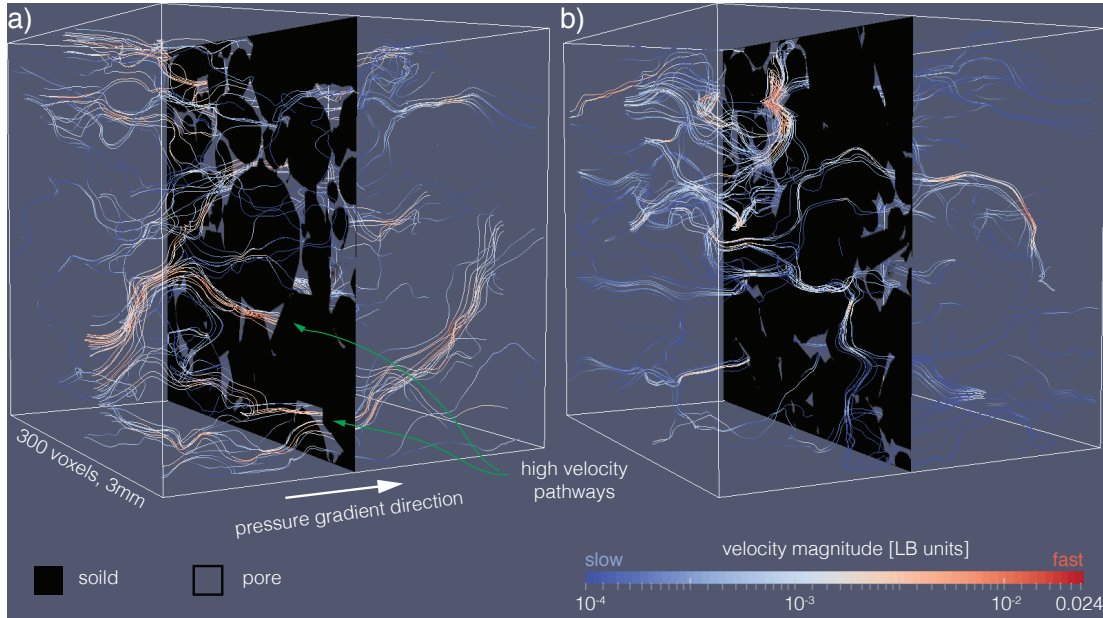 a)
b)
300 voxels, 3mm
pressure gradient direction
high velocity
pathways
soild
pore
velocity magnitude [LB units]
slow
fast
10⁻⁴
10⁻³
10⁻²
0.024